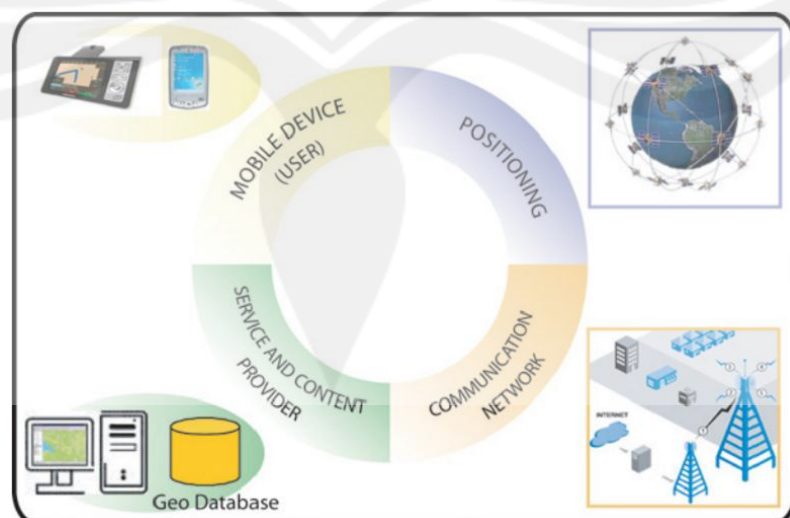 MOBILE DEVICE
(USER)
POSITIONING
SERVICE AND CONTENT
PROVIDER
COMMUNICATION
NETWORK
INTERNET
Geo Database